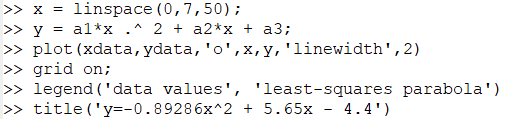 >> x = linspace(0,7,50);
>> y = a1*x .^ 2 + a2*x + a3;
>> plot(xdata,ydata,'o',x,y,'linewidth',2)
>> grid on;
>> legend('data values', 'least-squares parabola')
>> title('y=-0.89286x^2 + 5.65x - 4.4')